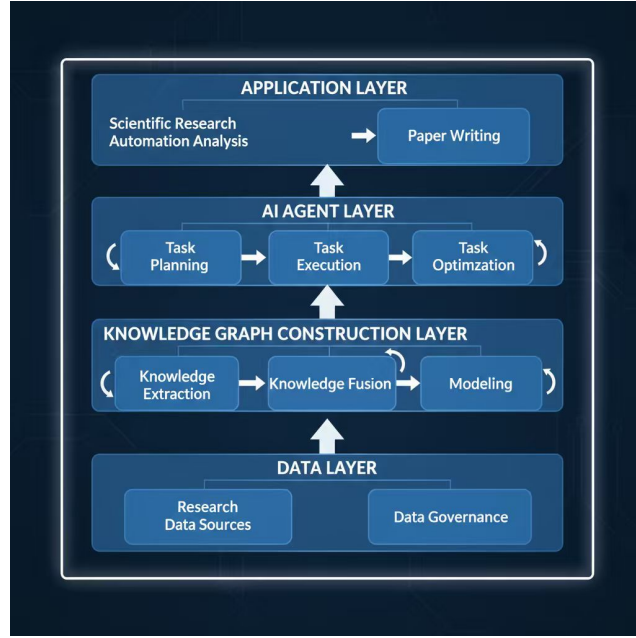 APPLICATION LAYER
Scientific Research
Automation Analysis
Paper Writing
AI AGENT LAYER
Task
Planning
Task
Execution
Task
Optimzation
KNOWLEDGE GRAPH CONSTRUCTION LAYER
Knowledge
Extraction
Knowledge Fusion
Modeling
DATA LAYER
Research
Data Sources
Data Governance